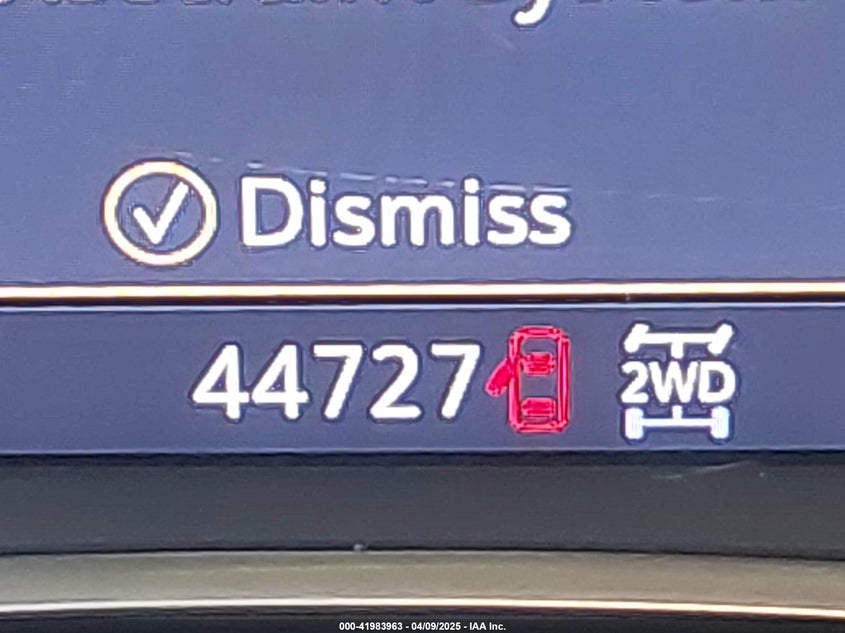 Dismiss
44727
2WD
000-41983963 - 04/09/2025 - IAA Inc.